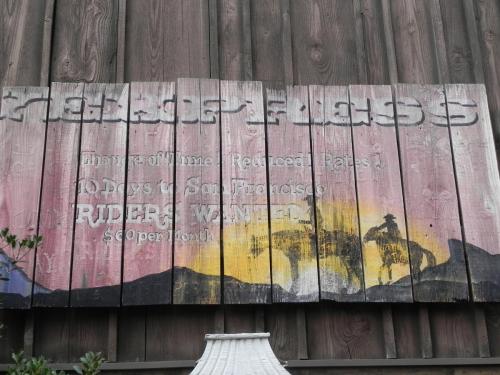 EXPRESS
Change of Time! Reduced Rates!
10 Days to San Francisco
RIDERS WANTED
$60 per Month